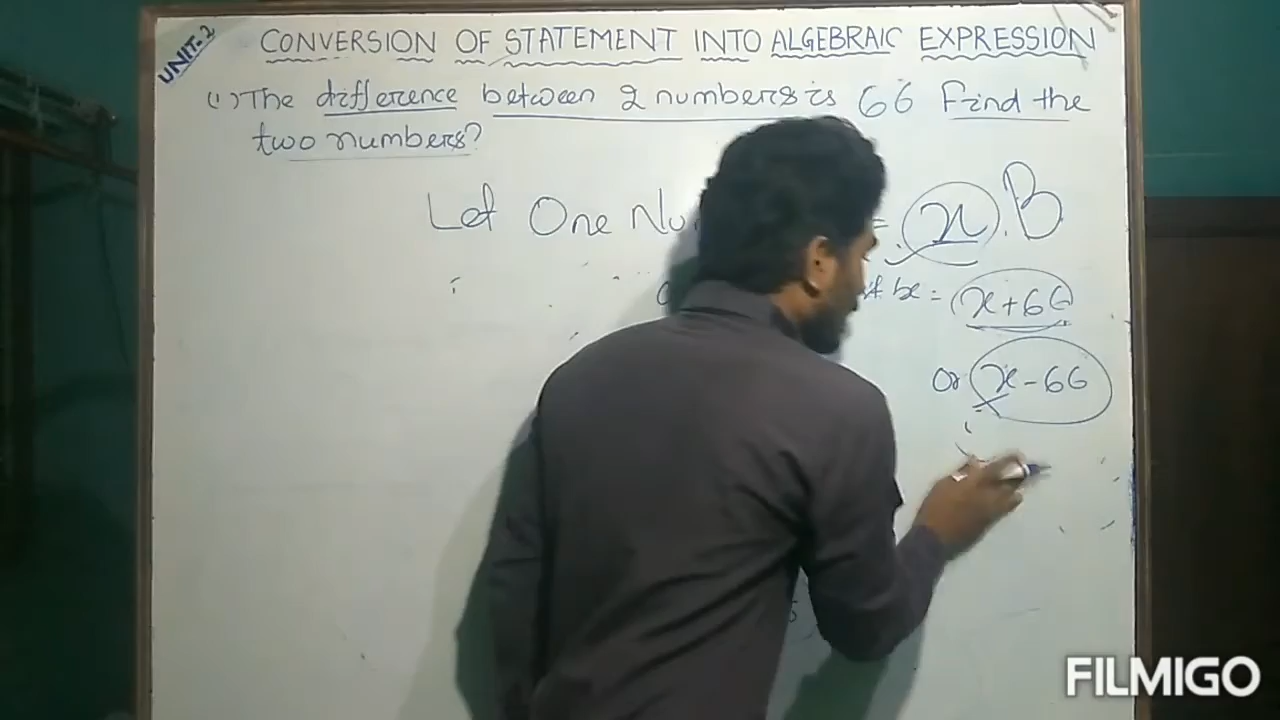 UNIT-2
CONVERSION OF STATEMENT INTO ALGEBRAIC EXPRESSION
(1) The difference between 2 numbers is 66 Find the
two numbers?
Let One = x B
be = x+66
or x-66
FILMIGO